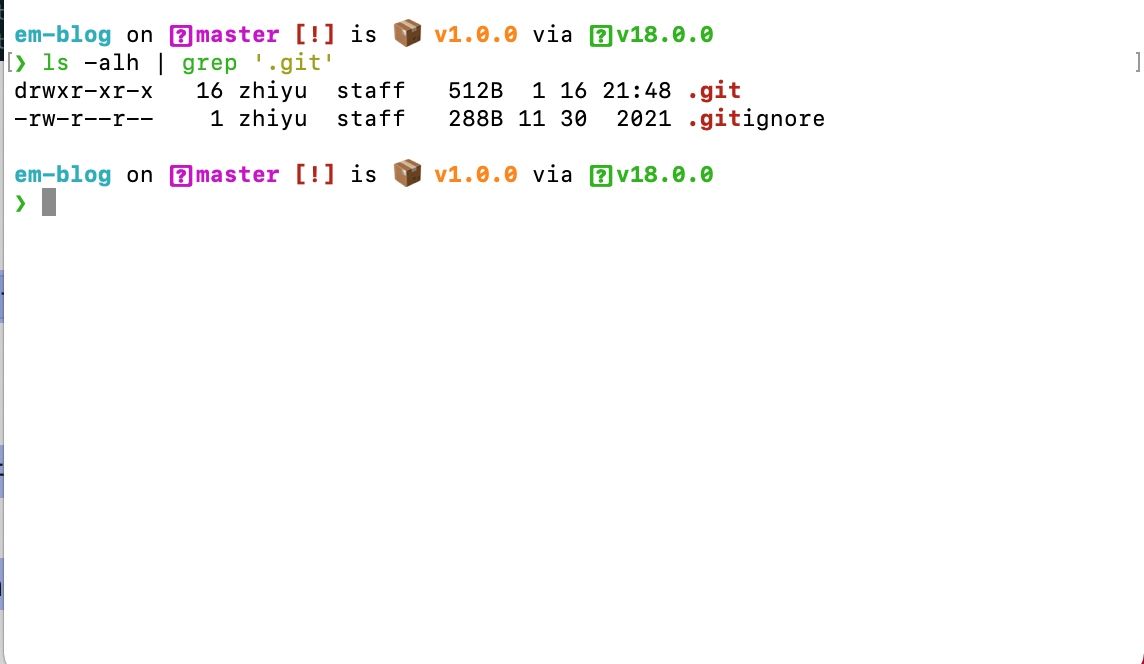 em-blog on master [!] is 📦 v1.0.0 via v18.0.0
❯ ls -alh | grep '.git'
drwxr-xr-x   16 zhiyu  staff   512B  1 16 21:48 .git
-rw-r--r--    1 zhiyu  staff   288B 11 30  2021 .gitignore
em-blog on master [!] is 📦 v1.0.0 via v18.0.0
❯